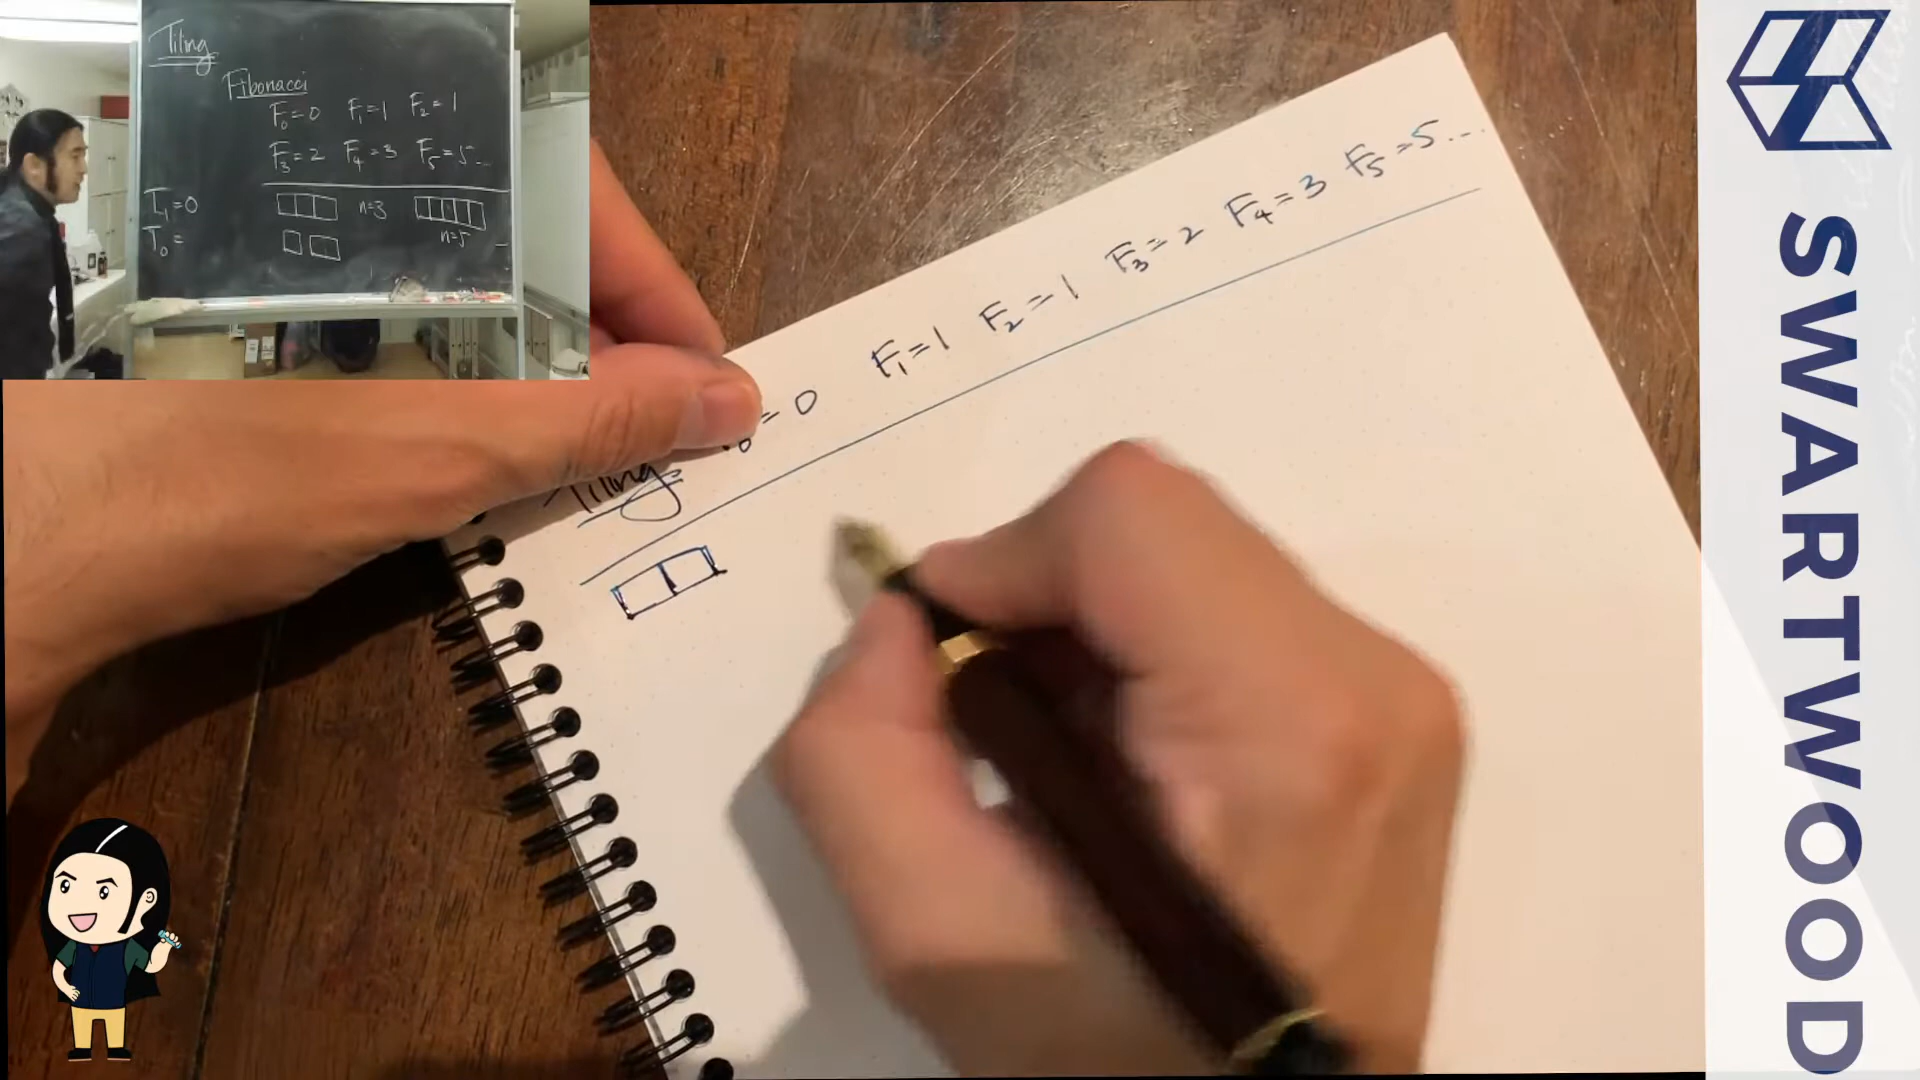 Tiling
Fibonacci
F₀=0 F₁=1 F₂=1
F₃=2 F₄=3 F₅=5...
n=3
n=5
T₀=
F₁=1 F₂=1 F₃=2 F₄=3 F₅=5...
₀=0
Tiling
SWARTWOOD